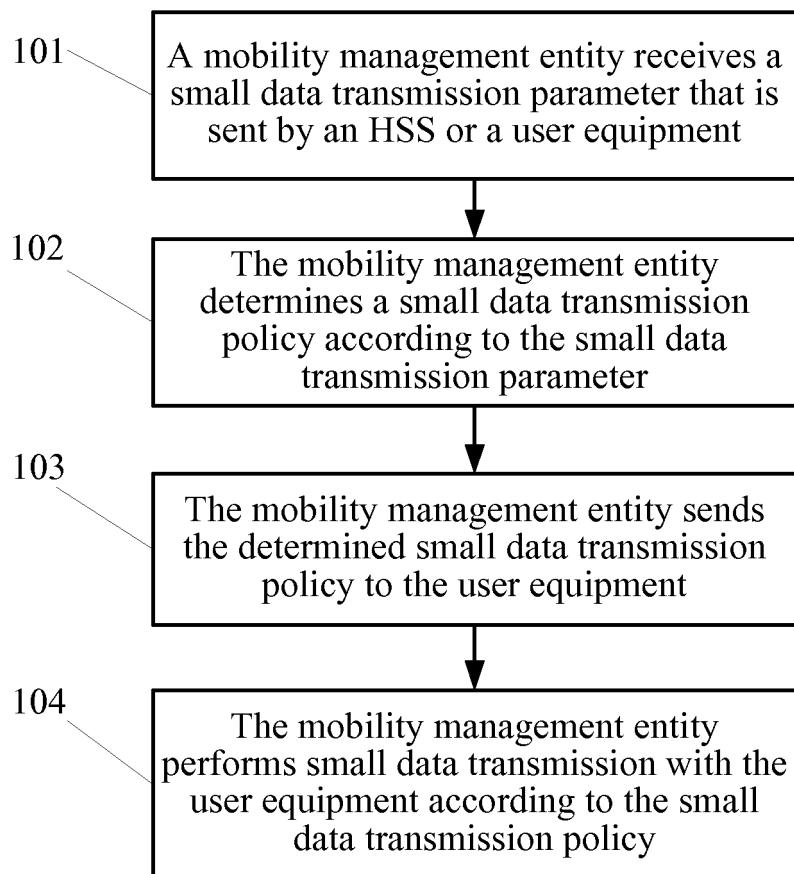 101
A mobility management entity receives a
small data transmission parameter that is
sent by an HSS or a user equipment
102
The mobility management entity
determines a small data transmission
policy according to the small data
transmission parameter
103
The mobility management entity sends
the determined small data transmission
policy to the user equipment
104
The mobility management entity
performs small data transmission with the
user equipment according to the small
data transmission policy